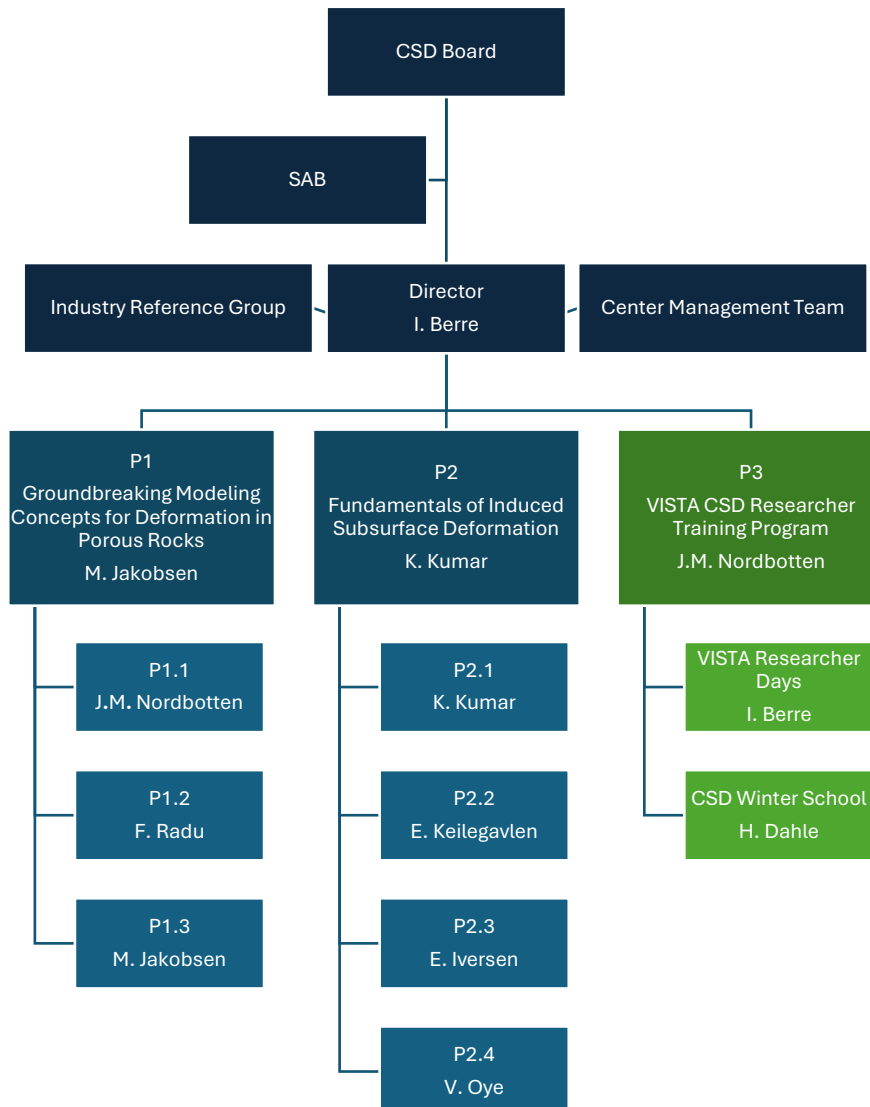 CSD Board
SAB
Industry Reference Group
Director
I. Berre
Center Management Team
P1
Groundbreaking Modeling
Concepts for Deformation in
Porous Rocks
M. Jakobsen
P2
Fundamentals of Induced
Subsurface Deformation
K. Kumar
P3
VISTA CSD Researcher
Training Program
J.M. Nordbotten
P1.1
J.M. Nordbotten
P1.2
F. Radu
P1.3
M. Jakobsen
P2.1
K. Kumar
P2.2
E. Keilegavlen
P2.3
E. Iversen
P2.4
V. Oye
VISTA Researcher
Days
I. Berre
CSD Winter School
H. Dahle